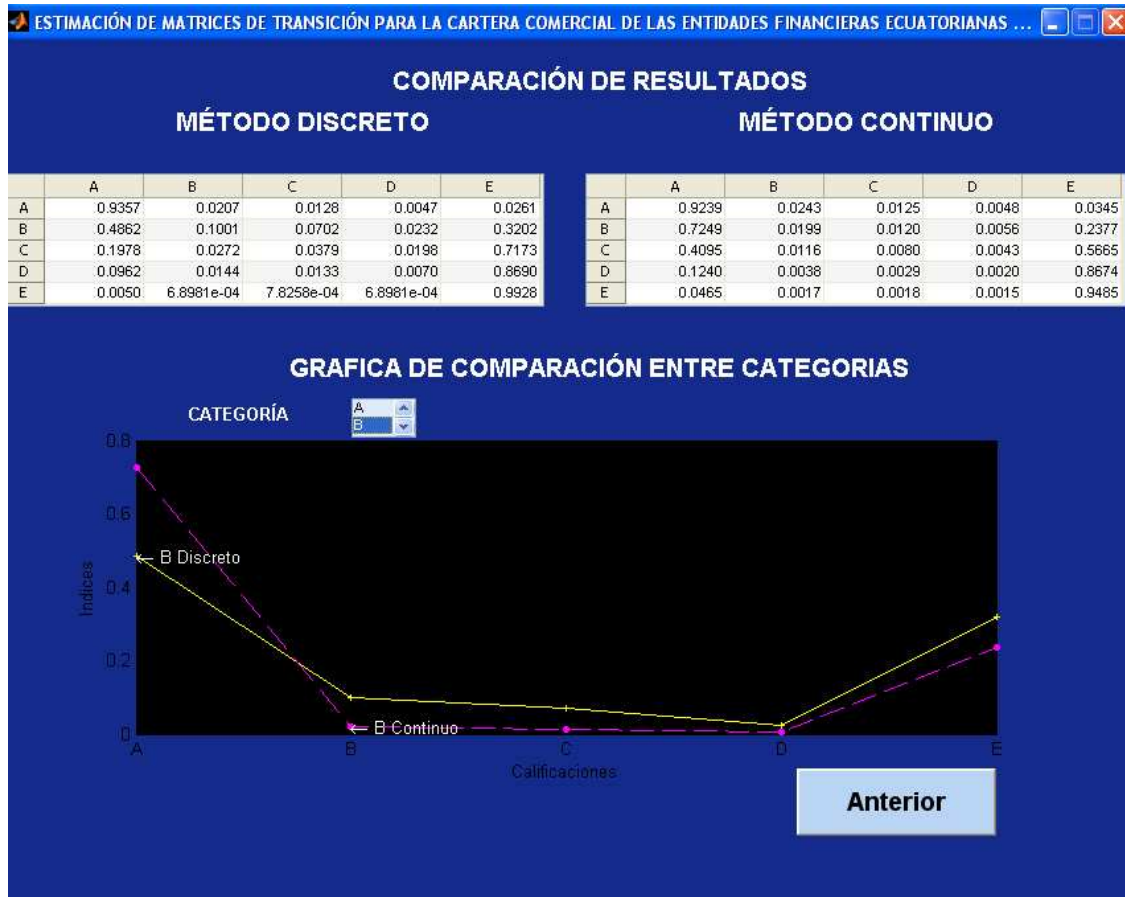 ESTIMACIÓN DE MATRICES DE TRANSICIÓN PARA LA CARTERA COMERCIAL DE LAS ENTIDADES FINANCIERAS ECUATORIANAS ...
COMPARACIÓN DE RESULTADOS
MÉTODO DISCRETO
A B C D E
A 0.9357 0.0207 0.0128 0.0047 0.0261
B 0.4862 0.1001 0.0702 0.0232 0.3202
C 0.1978 0.0272 0.0379 0.0198 0.7173
D 0.0962 0.0144 0.0133 0.0070 0.8690
E 0.0050 6.8981e-04 7.8258e-04 6.8981e-04 0.9928
MÉTODO CONTINUO
A B C D E
A 0.9239 0.0243 0.0125 0.0048 0.0345
B 0.7249 0.0199 0.0120 0.0056 0.2377
C 0.4095 0.0116 0.0080 0.0043 0.5665
D 0.1240 0.0038 0.0029 0.0020 0.8674
E 0.0465 0.0017 0.0018 0.0015 0.9485
GRAFICA DE COMPARACIÓN ENTRE CATEGORIAS
CATEGORÍA
A
B
0.8
0.6
0.4
0.2
0
Indices
← B Discreto
← B Continuo
A B C D E
Calificaciones
Anterior